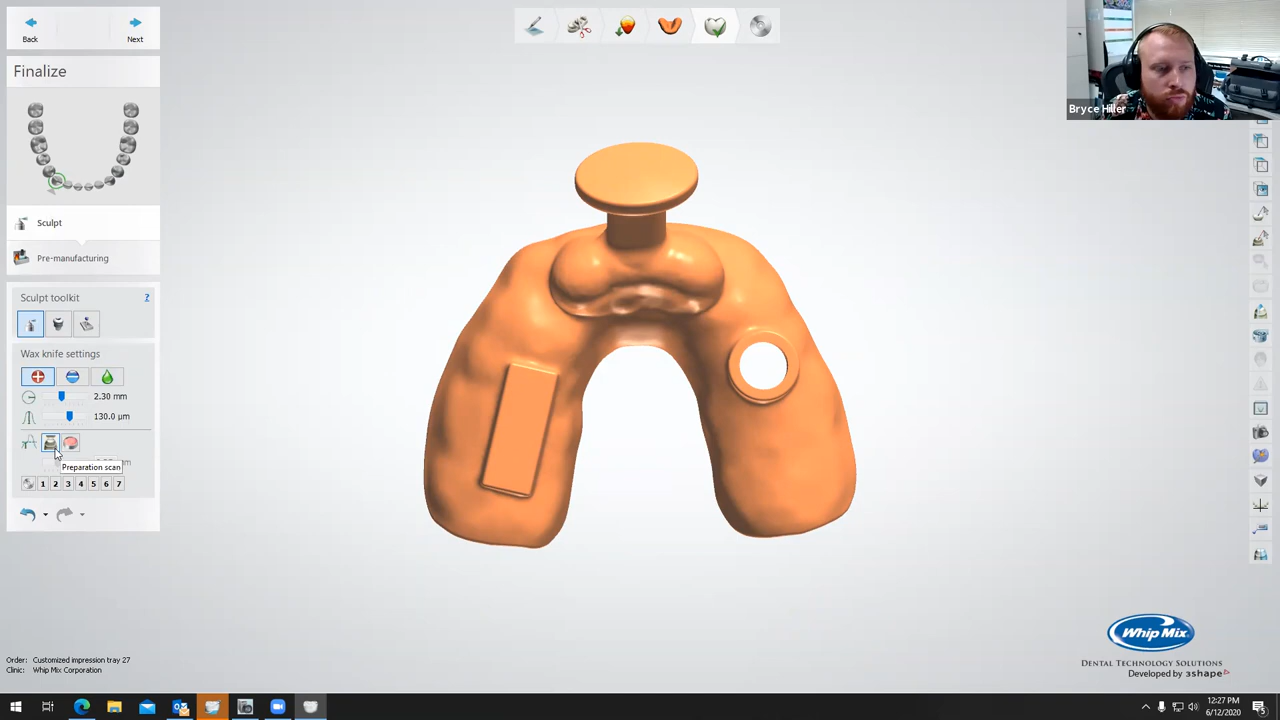 Back
Next
Finalize
Sculpt
Pre-manufacturing
Sculpt toolkit
?
Wax knife settings
2.30 mm
130.0 µm
Preparation scan
1 2 3 4 5 6 7
Order: Customized impression tray 27
Clinic: Whip Mix Corporation
Bryce Hiller
Whip Mix
DENTAL TECHNOLOGY SOLUTIONS
Developed by 3shape
12:27 PM
6/12/2020
5